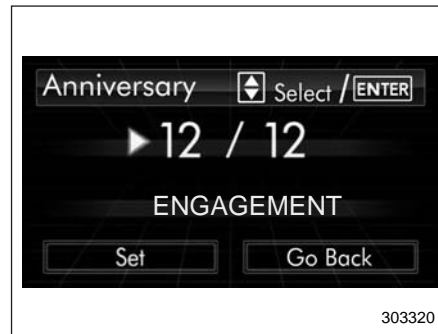 Anniversary Select / ENTER
12 / 12
ENGAGEMENT
Set Go Back
303320